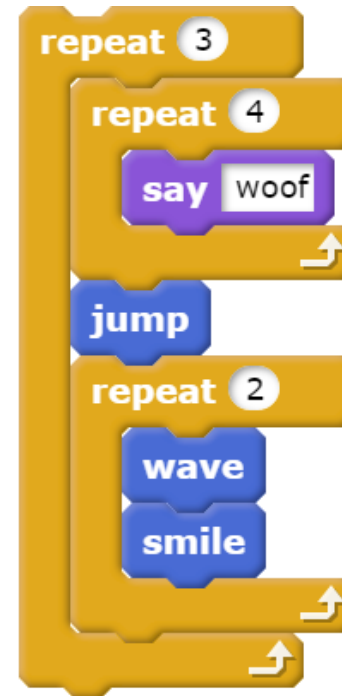 repeat 3
repeat 4
say woof
jump
repeat 2
wave
smile